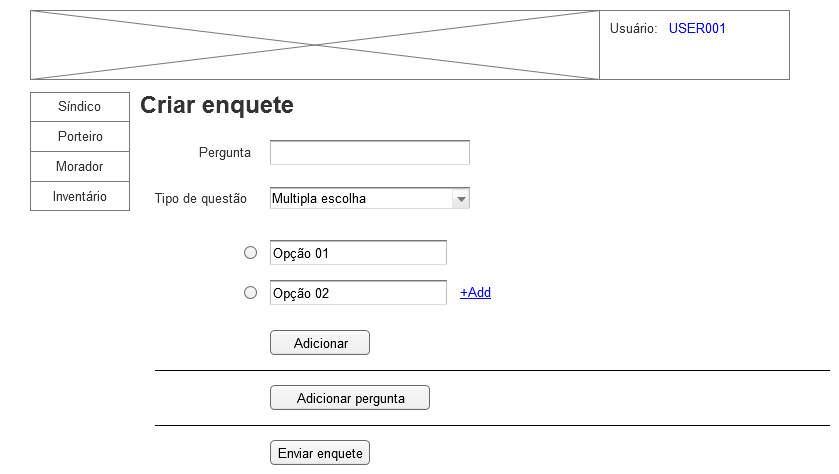 Usuário: USER001
Síndico
Porteiro
Morador
Inventário
Criar enquete
Pergunta
Tipo de questão Multipla escolha
Opção 01
Opção 02 +Add
Adicionar
Adicionar pergunta
Enviar enquete